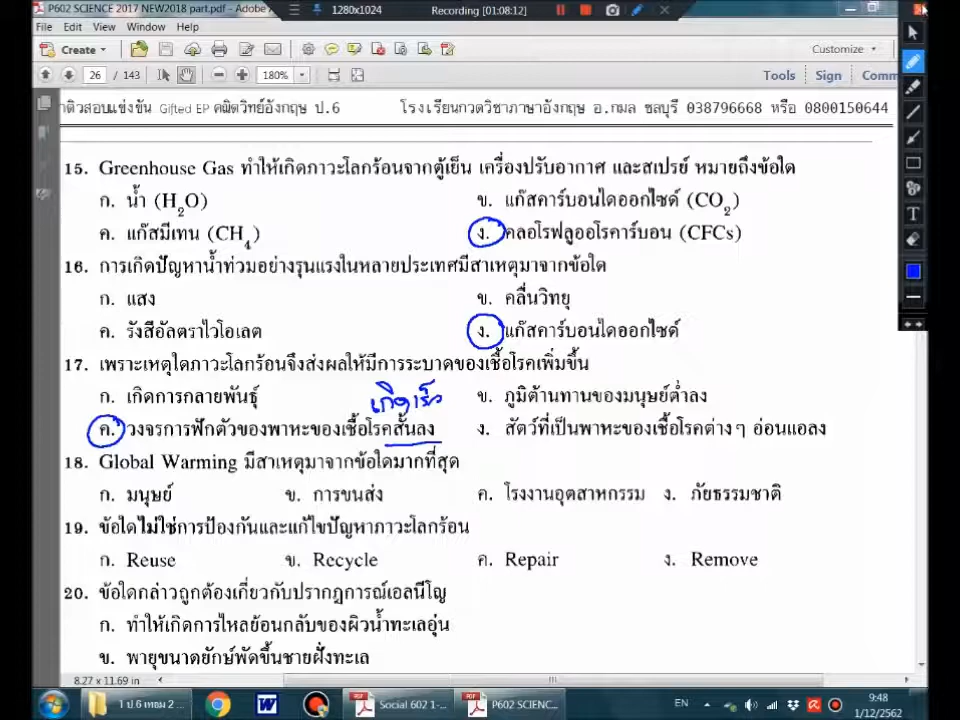 P602 SCIENCE 2017 NEW2018 part.pdf - Adobe
1280x1024
Recording [01:08:12]
File Edit View Window Help
Create
Customize
26 / 143
180%
Tools Sign Comm
าติวสอบแข่งขัน Gifted EP คณิตวิทย์อังกฤษ ป.6 โรงเรียนกวดวิชาภาษาอังกฤษ อ.กมล ชลบุรี 038796668 หรือ 0800150644
15. Greenhouse Gas ทำให้เกิดภาวะโลกร้อนจากตู้เย็น เครื่องปรับอากาศ และสเปรย์ หมายถึงข้อใด
ก. น้ำ (H2O) ข. แก๊สคาร์บอนไดออกไซด์ (CO2)
ค. แก๊สมีเทน (CH4) ง. คลอโรฟลูออโรคาร์บอน (CFCs)
16. การเกิดปัญหาน้ำท่วมอย่างรุนแรงในหลายประเทศมีสาเหตุมาจากข้อใด
ก. แสง ข. คลื่นวิทยุ
ค. รังสีอัลตราไวโอเลต ง. แก๊สคาร์บอนไดออกไซด์
17. เพราะเหตุใดภาวะโลกร้อนจึงส่งผลให้มีการระบาดของเชื้อโรคเพิ่มขึ้น
ก. เกิดการกลายพันธุ์ ข. ภูมิต้านทานของมนุษย์ต่ำลง
เกิดเร็ว
ค. วงจรการฟักตัวของพาหะของเชื้อโรคสั้นลง ง. สัตว์ที่เป็นพาหะของเชื้อโรคต่างๆ อ่อนแอลง
18. Global Warming มีสาเหตุมาจากข้อใดมากที่สุด
ก. มนุษย์ ข. การขนส่ง ค. โรงงานอุตสาหกรรม ง. ภัยธรรมชาติ
19. ข้อใดไม่ใช่การป้องกันและแก้ไขปัญหาภาวะโลกร้อน
ก. Reuse ข. Recycle ค. Repair ง. Remove
20. ข้อใดกล่าวถูกต้องเกี่ยวกับปรากฏการณ์เอลนีโญ
ก. ทำให้เกิดการไหลย้อนกลับของผิวน้ำทะเลอุ่น
ข. พายุขนาดยักษ์พัดขึ้นชายฝั่งทะเล
8.27 x 11.69 in
1 ป.6 เทอม 2 ...
Social 602 1-...
P602 SCIENC...
EN
9:48
1/12/2562